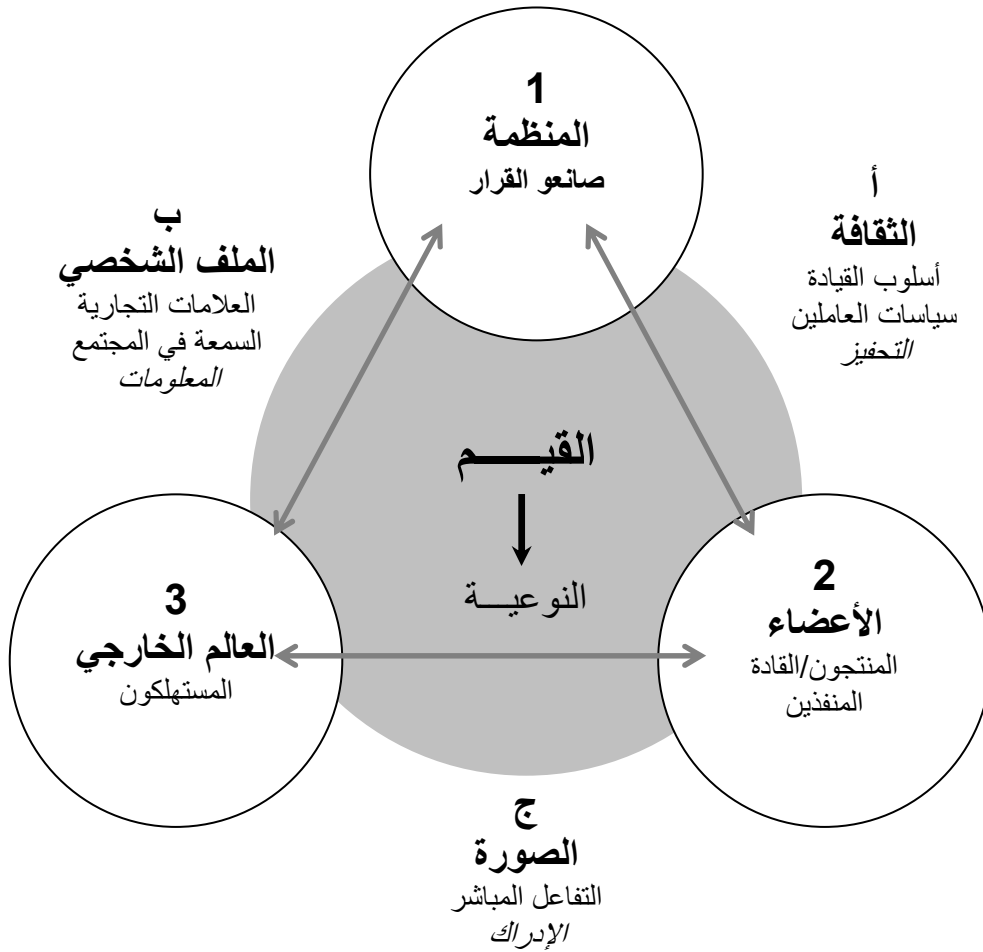 1
المنظمة
صانعو القرار
أ
الثقافة
أسلوب القيادة
سياسات العاملين
التحفيز
ب
الملف الشخصي
العلامات التجارية
السمعة في المجتمع
المعلومات
القيـــــم
النوعيـــة
2
الأعضاء
المنتجون/القادة
المنفذين
3
العالم الخارجي
المستهلكون
ج
الصورة
التفاعل المباشر
الإدراك